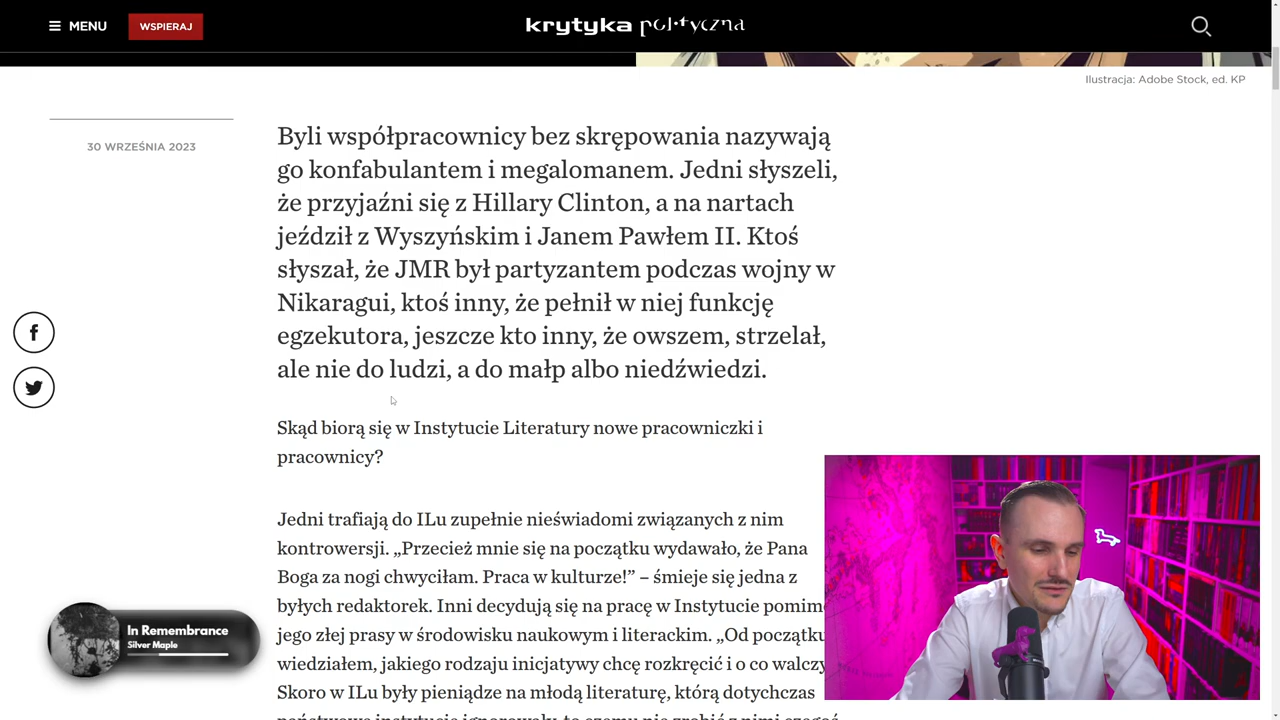 MENU
WSPIERAJ
krytyka polityczna
Ilustracja: Adobe Stock, ed. KP
30 WRZEŚNIA 2023
Byli współpracownicy bez skrępowania nazywają
go konfabulantem i megalomanem. Jedni słyszeli,
że przyjaźni się z Hillary Clinton, a na nartach
jeździł z Wyszyńskim i Janem Pawłem II. Ktoś
słyszał, że JMR był partyzantem podczas wojny w
Nikaragui, ktoś inny, że pełnił w niej funkcję
egzekutora, jeszcze kto inny, że owszem, strzelał,
ale nie do ludzi, a do małp albo niedźwiedzi.
Skąd biorą się w Instytucie Literatury nowe pracowniczki i
pracownicy?
Jedni trafiają do ILu zupełnie nieświadomi związanych z nim
kontrowersji. „Przecież mnie się na początku wydawało, że Pana
Boga za nogi chwyciłam. Praca w kulturze!” – śmieje się jedna z
byłych redaktorek. Inni decydują się na pracę w Instytucie pomimo
jego złej prasy w środowisku naukowym i literackim. „Od początku
wiedziałem, jakiego rodzaju inicjatywy chcę rozkręcić i o co walczy
Skoro w ILu były pieniądze na młodą literaturę, którą dotychczas
In Remembrance
Silver Maple